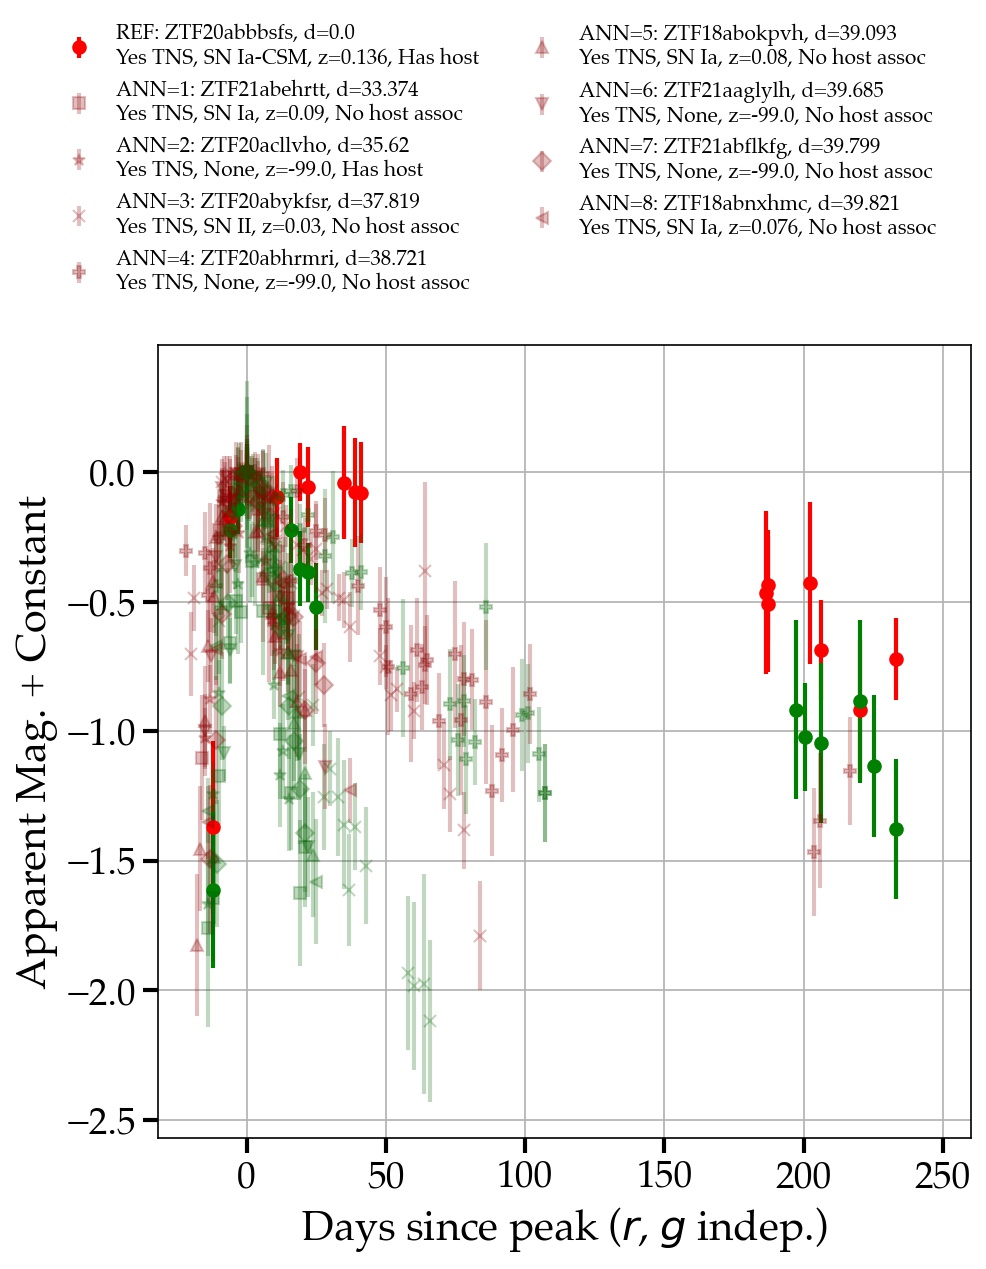 REF: ZTF20abbbsfs, d=0.0
Yes TNS, SN Ia-CSM, z=0.136, Has host
ANN=1: ZTF21abehrtt, d=33.374
Yes TNS, SN Ia, z=0.09, No host assoc
ANN=2: ZTF20acllvho, d=35.62
Yes TNS, None, z=-99.0, Has host
ANN=3: ZTF20abykfsr, d=37.819
Yes TNS, SN II, z=0.03, No host assoc
ANN=4: ZTF20abhrmri, d=38.721
Yes TNS, None, z=-99.0, No host assoc
ANN=5: ZTF18abokpvh, d=39.093
Yes TNS, SN Ia, z=0.08, No host assoc
ANN=6: ZTF21aaglylh, d=39.685
Yes TNS, None, z=-99.0, No host assoc
ANN=7: ZTF21abflkfg, d=39.799
Yes TNS, None, z=-99.0, No host assoc
ANN=8: ZTF18abnxhmc, d=39.821
Yes TNS, SN Ia, z=0.076, No host assoc
Apparent Mag. + Constant
0.0
−0.5
−1.0
−1.5
−2.0
−2.5
0 50 100 150 200 250
Days since peak (r, g indep.)